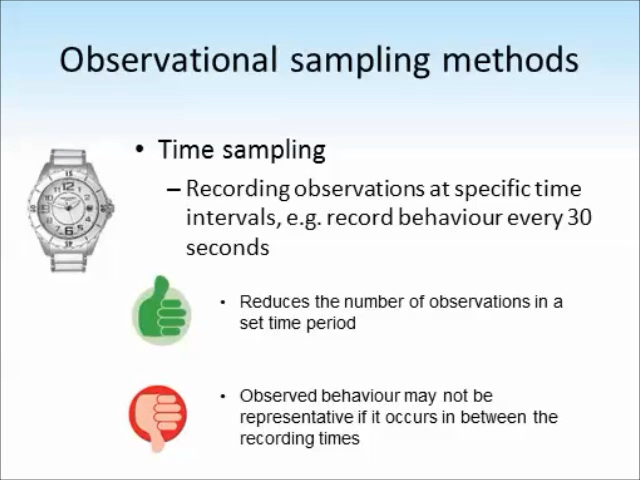 Observational sampling methods
• Time sampling
– Recording observations at specific time
intervals, e.g. record behaviour every 30
seconds
• Reduces the number of observations in a
set time period
• Observed behaviour may not be
representative if it occurs in between the
recording times